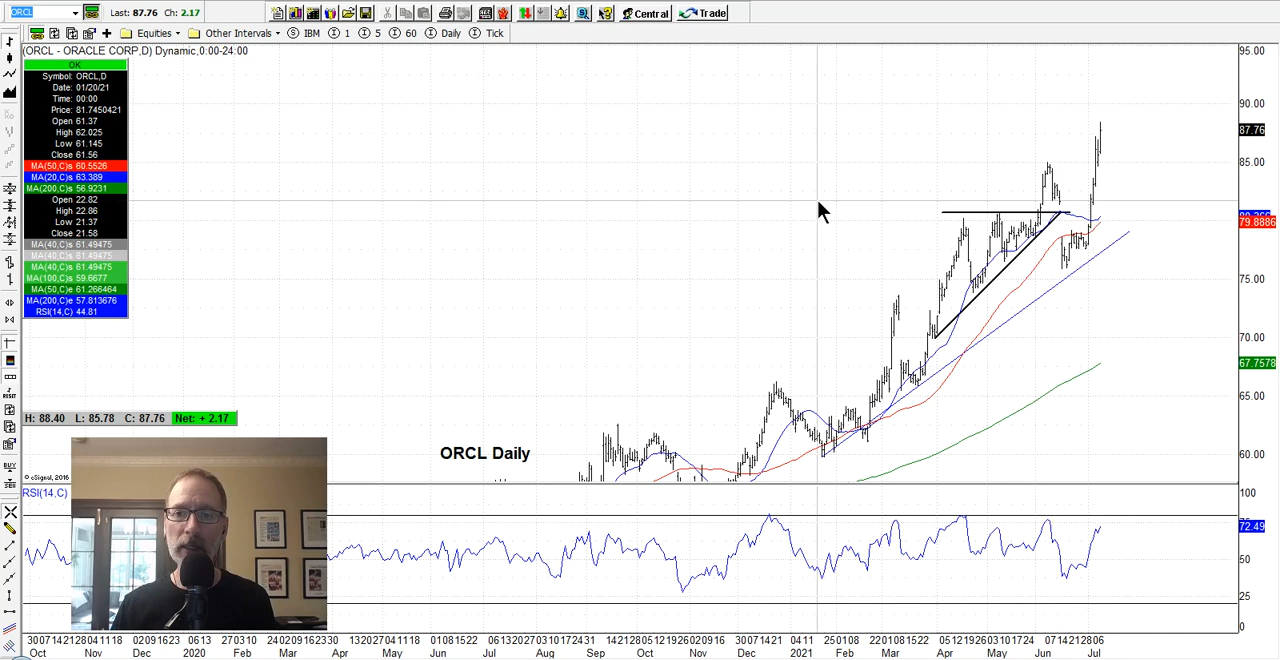 ORCL Last: 87.76 Ch: 2.17 Central Trade
Equities Other Intervals IBM 1 5 60 Daily Tick
(ORCL - ORACLE CORP,D) Dynamic,0:00-24:00
OK
Symbol: ORCL,D
Date: 01/20/21
Time: 00:00
Price: 81.7450421
Open 61.37
High 62.025
Low 61.145
Close 61.56
MA(50,C)s 60.5526
MA(20,C)s 63.389
MA(200,C)s 56.9231
Open 22.82
High 22.86
Low 21.37
Close 21.58
MA(40,C)s 61.49475
MA(40,C)s 61.49475
MA(40,C)s 61.49475
MA(100,C)s 59.6677
MA(50,C)e 61.266464
MA(200,C)e 57.813676
RSI(14,C) 44.81
95.00
90.00
87.76
85.00
79.8886
75.00
70.00
67.7578
65.00
60.00
H: 88.40 L: 85.78 C: 87.76 Net: + 2.17
ORCL Daily
© eSignal, 2016
RSI(14,C)
100
72.49
50
25
0
RESET
BUY
Oct Nov Dec 2020 Feb Mar Apr May Jun Jul Aug Sep Oct Nov Dec 2021 Feb Mar Apr May Jun Jul